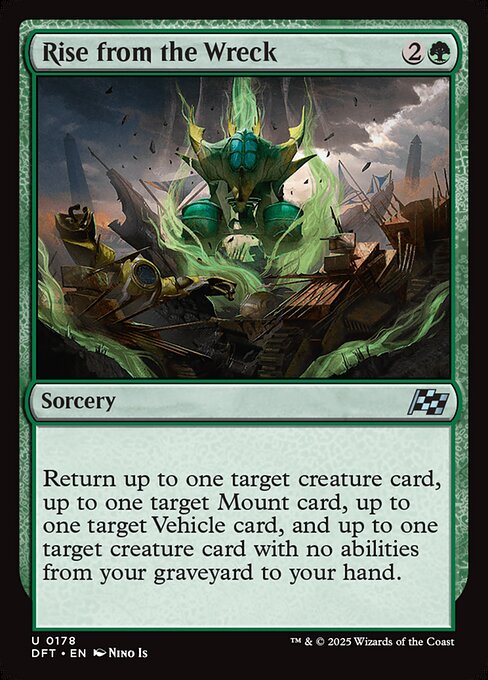 Rise from the Wreck 2
Sorcery
Return up to one target creature card,
up to one target Mount card, up to
one target Vehicle card, and up to one
target creature card with no abilities
from your graveyard to your hand.
U 0178
DFT • EN Nino Is
™ & © 2025 Wizards of the Coast